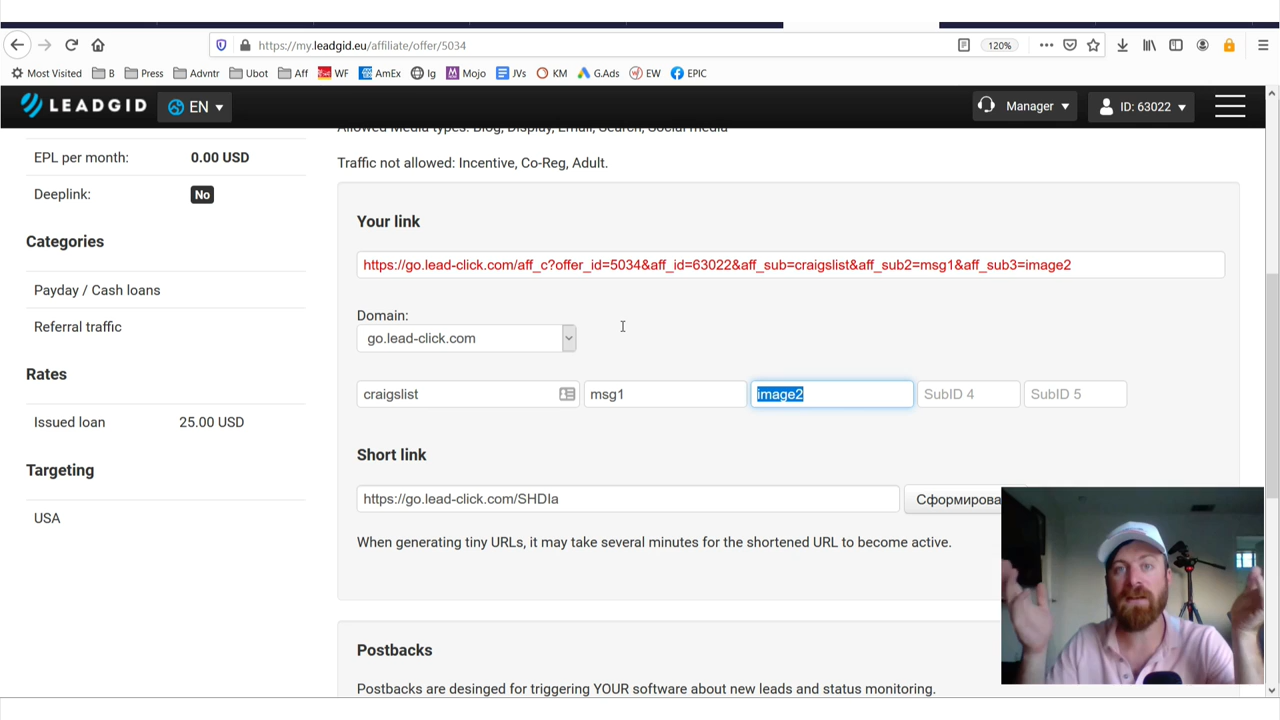 https://my.leadgid.eu/affiliate/offer/5034
120%
Most Visited B Press Advntr Ubot Aff WF AmEx Ig Mojo JVs KM G.Ads EW EPIC
LEADGID EN Manager ID: 63022
Allowed Media types: Blog, Display, Email, Search, Social media
EPL per month: 0.00 USD
Traffic not allowed: Incentive, Co-Reg, Adult.
Deeplink: No
Your link
Categories
https://go.lead-click.com/aff_c?offer_id=5034&aff_id=63022&aff_sub=craigslist&aff_sub2=msg1&aff_sub3=image2
Payday / Cash loans
Domain:
Referral traffic
go.lead-click.com
Rates
craigslist msg1 image2 SubID 4 SubID 5
Issued loan 25.00 USD
Short link
Targeting
https://go.lead-click.com/SHDIa Сформирова
USA
When generating tiny URLs, it may take several minutes for the shortened URL to become active.
Postbacks
Postbacks are desinged for triggering YOUR software about new leads and status monitoring.